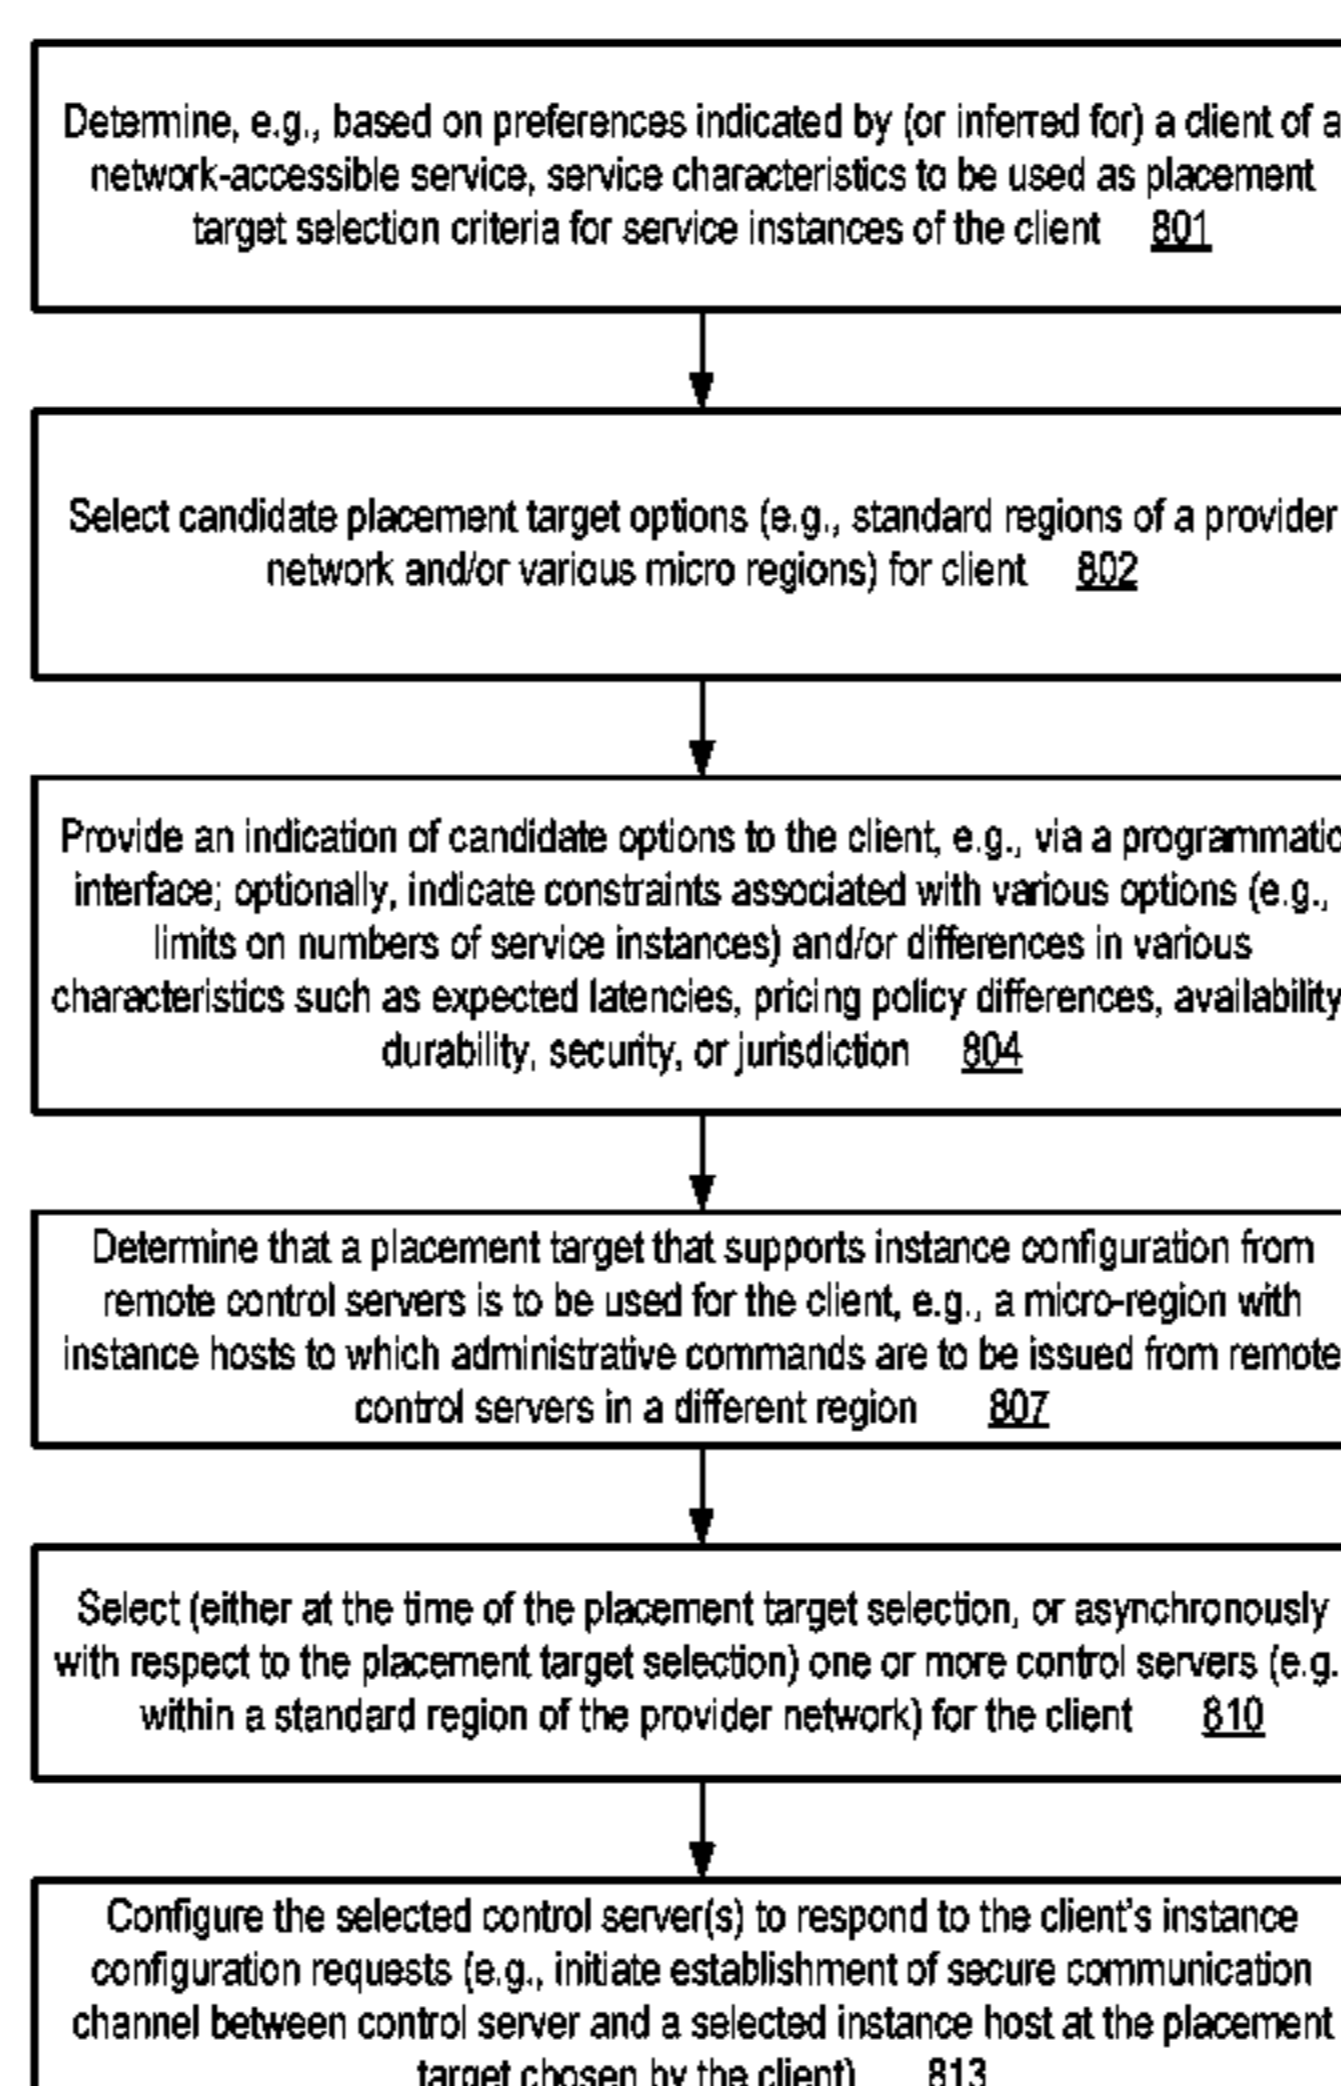 Determine, e.g., based on preferences indicated by (or inferred for) a client of a
network-accessible service, service characteristics to be used as placement
target selection criteria for service instances of the client 801
Select candidate placement target options (e.g., standard regions of a provider
network and/or various micro regions) for client 802
Provide an indication of candidate options to the client, e.g., via a programmatic
interface; optionally, indicate constraints associated with various options (e.g.,
limits on numbers of service instances) and/or differences in various
characteristics such as expected latencies, pricing policy differences, availability
durability, security, or jurisdiction 804
Determine that a placement target that supports instance configuration from
remote control servers is to be used for the client, e.g., a micro-region with
instance hosts to which administrative commands are to be issued from remote
control servers in a different region 807
Select (either at the time of the placement target selection, or asynchronously
with respect to the placement target selection) one or more control servers (e.g.
within a standard region of the provider network) for the client 810
Configure the selected control server(s) to respond to the client's instance
configuration requests (e.g., initiate establishment of secure communication
channel between control server and a selected instance host at the placement
target chosen by the client) 813